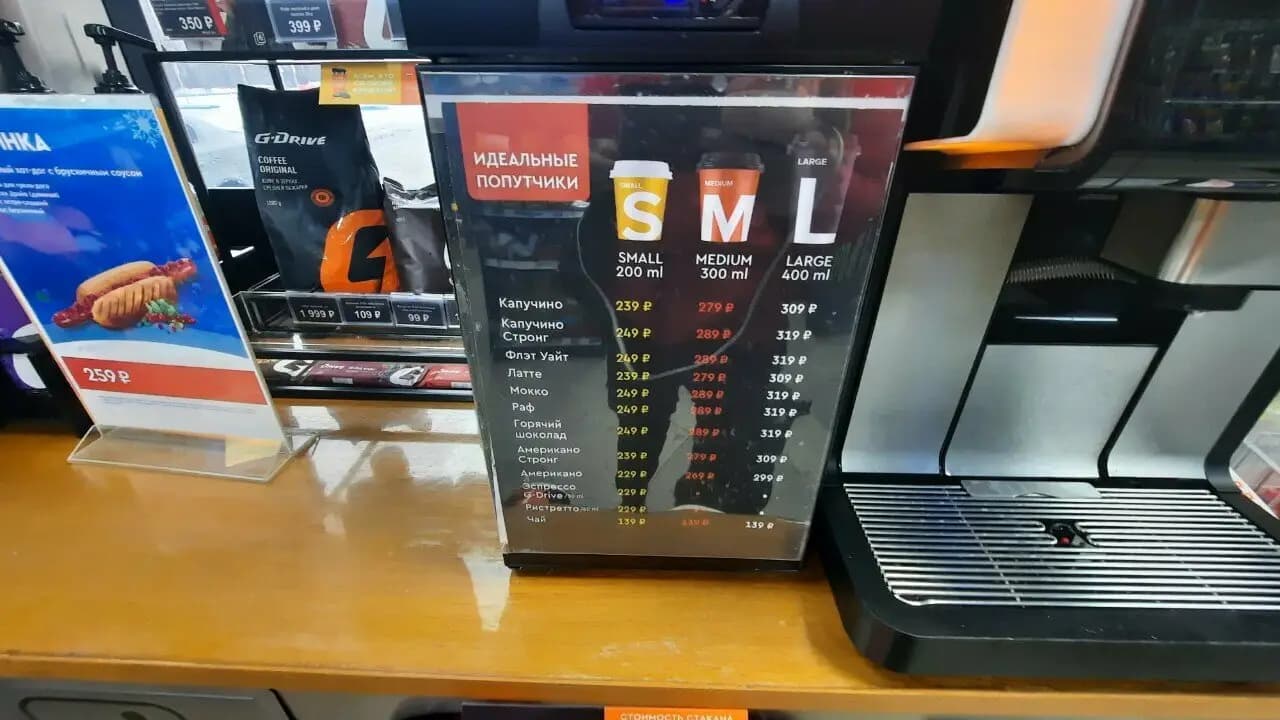 350 ₽
399 ₽
G-DRIVE
COFFEE
ORIGINAL
1 999 ₽ 109 ₽ 99 ₽
ИНКА
хот-дог с брусничным соусом
259 ₽
ИДЕАЛЬНЫЕ
ПОПУТЧИКИ
SMALL MEDIUM LARGE
S M L
SMALL MEDIUM LARGE
200 ml 300 ml 400 ml
Капучино 239 ₽ 279 ₽ 309 ₽
Капучино
Стронг 249 ₽ 289 ₽ 319 ₽
Флэт Уайт 249 ₽ 289 ₽ 319 ₽
Латте 239 ₽ 279 ₽ 309 ₽
Мокко 249 ₽ 289 ₽ 319 ₽
Раф 249 ₽ 289 ₽ 319 ₽
Горячий
шоколад 249 ₽ 289 ₽ 319 ₽
Американо
Стронг 239 ₽ 279 ₽ 309 ₽
Американо 229 ₽ 269 ₽ 299 ₽
Эспрессо
G-Drive 229 ₽
Ристретто 229 ₽
Чай 139 ₽ 139 ₽ 139 ₽
СТОИМОСТЬ СТАКАНА